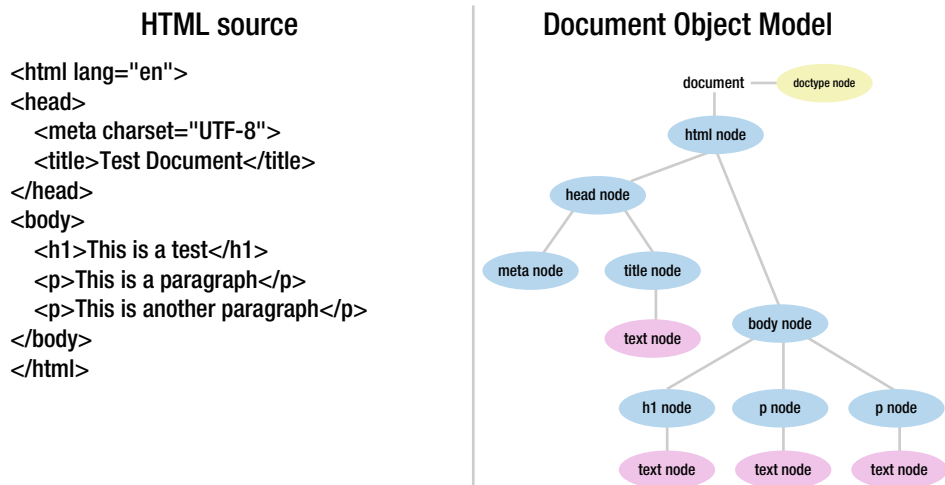 HTML source
<html lang="en">
<head>
<meta charset="UTF-8">
<title>Test Document</title>
</head>
<body>
<h1>This is a test</h1>
<p>This is a paragraph</p>
<p>This is another paragraph</p>
</body>
</html>
Document Object Model
document
doctype node
html node
head node
meta node
title node
text node
body node
h1 node
p node
p node
text node
text node
text node